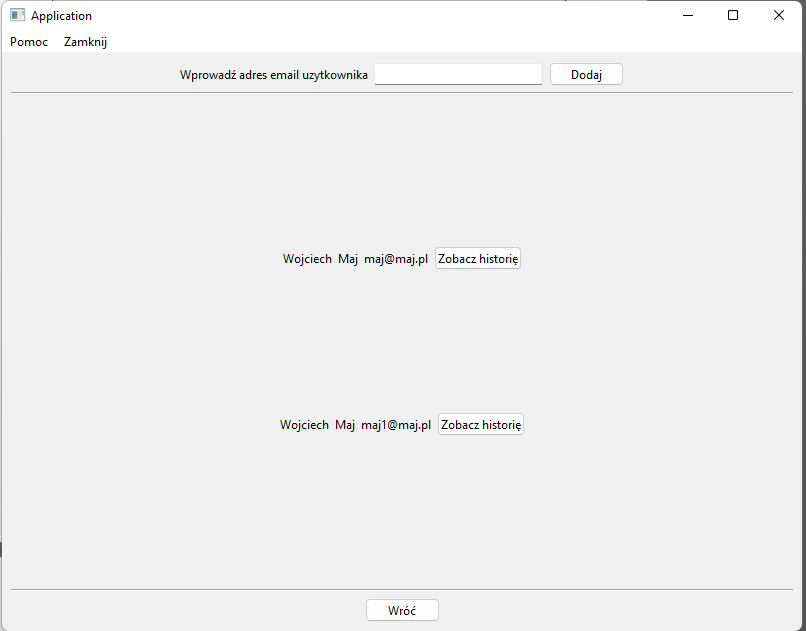 Application
Pomoc Zamknij
Wprowadź adres email uzytkownika Dodaj
Wojciech Maj maj@maj.pl Zobacz historię
Wojciech Maj maj1@maj.pl Zobacz historię
Wróć